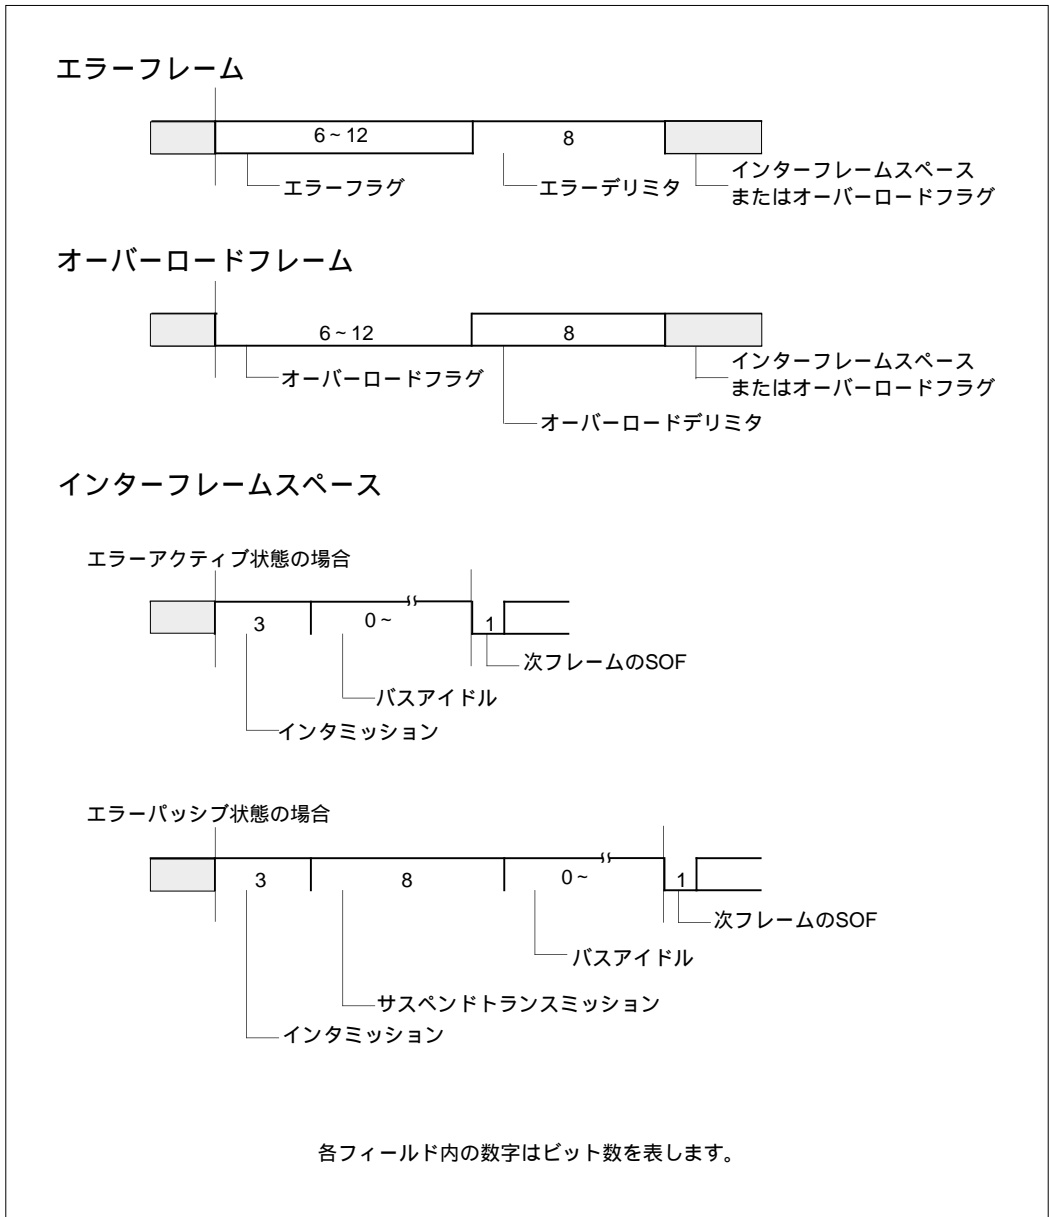 エラーフレーム
6~12
8
エラーフラグ
エラーデリミタ
インターフレームスペース
またはオーバーロードフラグ
オーバーロードフレーム
6~12
8
オーバーロードフラグ
インターフレームスペース
またはオーバーロードフラグ
オーバーロードデリミタ
インターフレームスペース
エラーアクティブ状態の場合
3
0~
1
次フレームのSOF
バスアイドル
インタミッション
エラーパッシブ状態の場合
3
8
0~
1
次フレームのSOF
バスアイドル
サスペンドトランスミッション
インタミッション
各フィールド内の数字はビット数を表します。